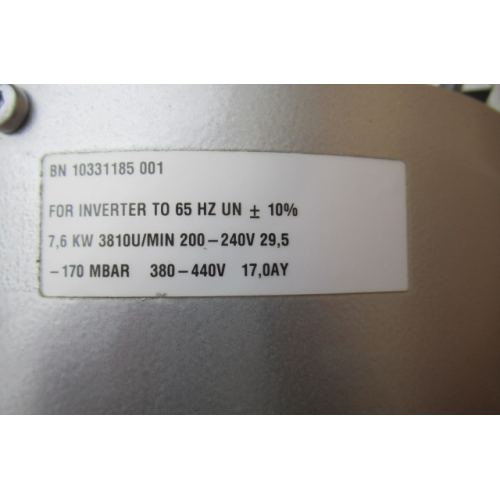 BN 10331185 001
FOR INVERTER TO 65 HZ UN ± 10%
7,6 KW 3810U/MIN 200-240V 29,5
-170 MBAR 380-440V 17,0AY